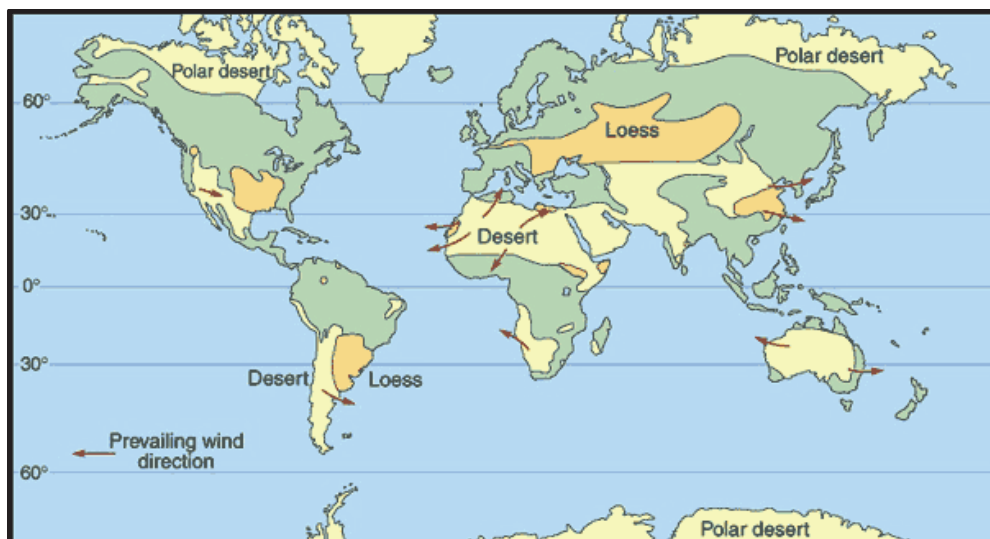 Polar desert
Polar desert
60°
Loess
30°
Desert
0°
30°
Desert
Loess
Prevailing wind
direction
60°
Polar desert